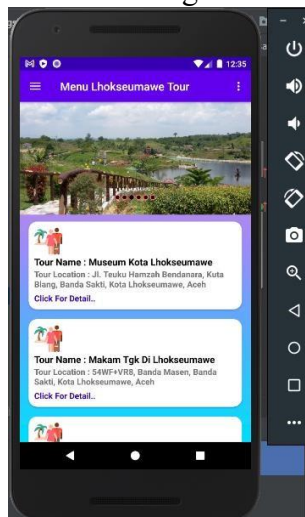 12:35
Menu Lhokseumawe Tour
Tour Name : Museum Kota Lhokseumawe
Tour Location : Jl. Teuku Hamzah Bendanara, Kuta
Blang, Banda Sakti, Kota Lhokseumawe, Aceh
Click For Detail..
Tour Name : Makam Tgk Di Lhokseumawe
Tour Location : 54WF+VR8, Banda Masen, Banda
Sakti, Kota Lhokseumawe, Aceh
Click For Detail..